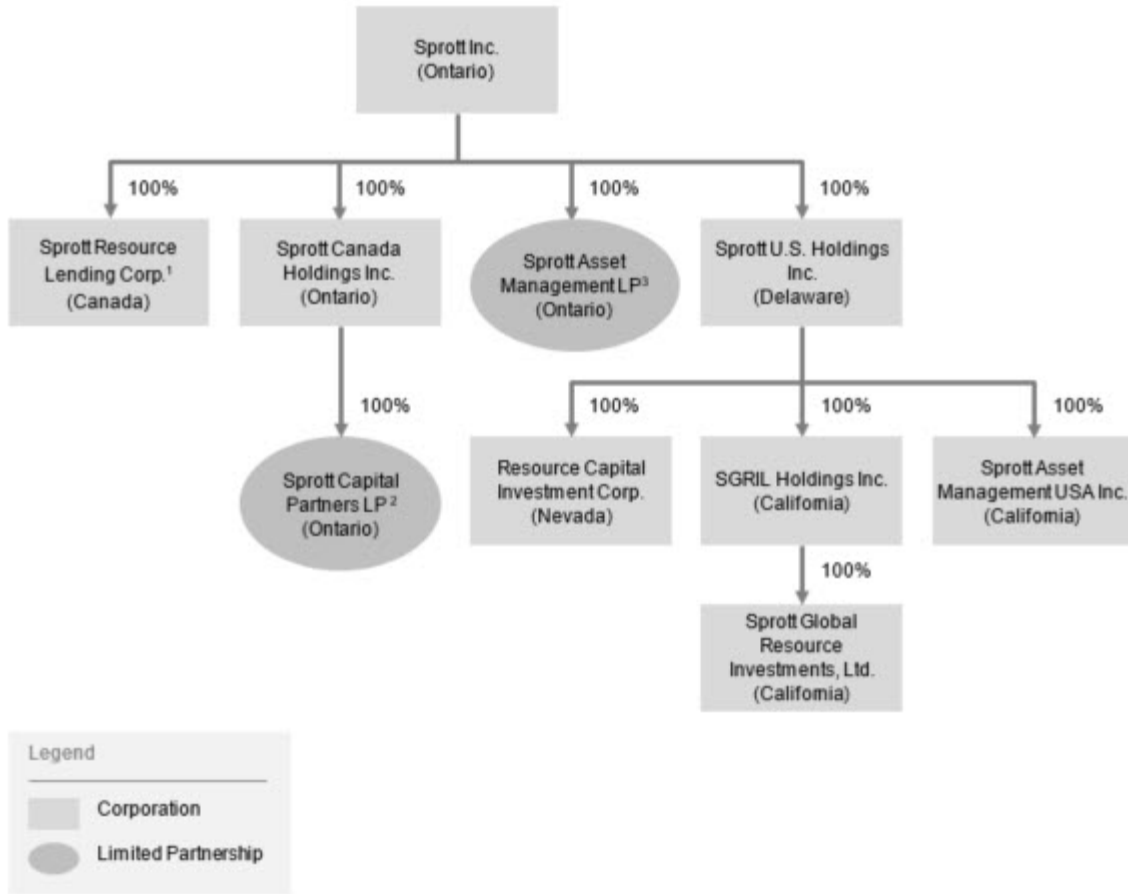 Sprott Inc.
(Ontario)
100%
100%
100%
100%
Sprott Resource
Lending Corp.¹
(Canada)
Sprott Canada
Holdings Inc.
(Ontario)
Sprott Asset
Management LP³
(Ontario)
Sprott U.S. Holdings
Inc.
(Delaware)
100%
100%
100%
100%
Sprott Capital
Partners LP ²
(Ontario)
Resource Capital
Investment Corp.
(Nevada)
SGRIL Holdings Inc.
(California)
Sprott Asset
Management USA Inc.
(California)
100%
Sprott Global
Resource
Investments, Ltd.
(California)
Legend
Corporation
Limited Partnership